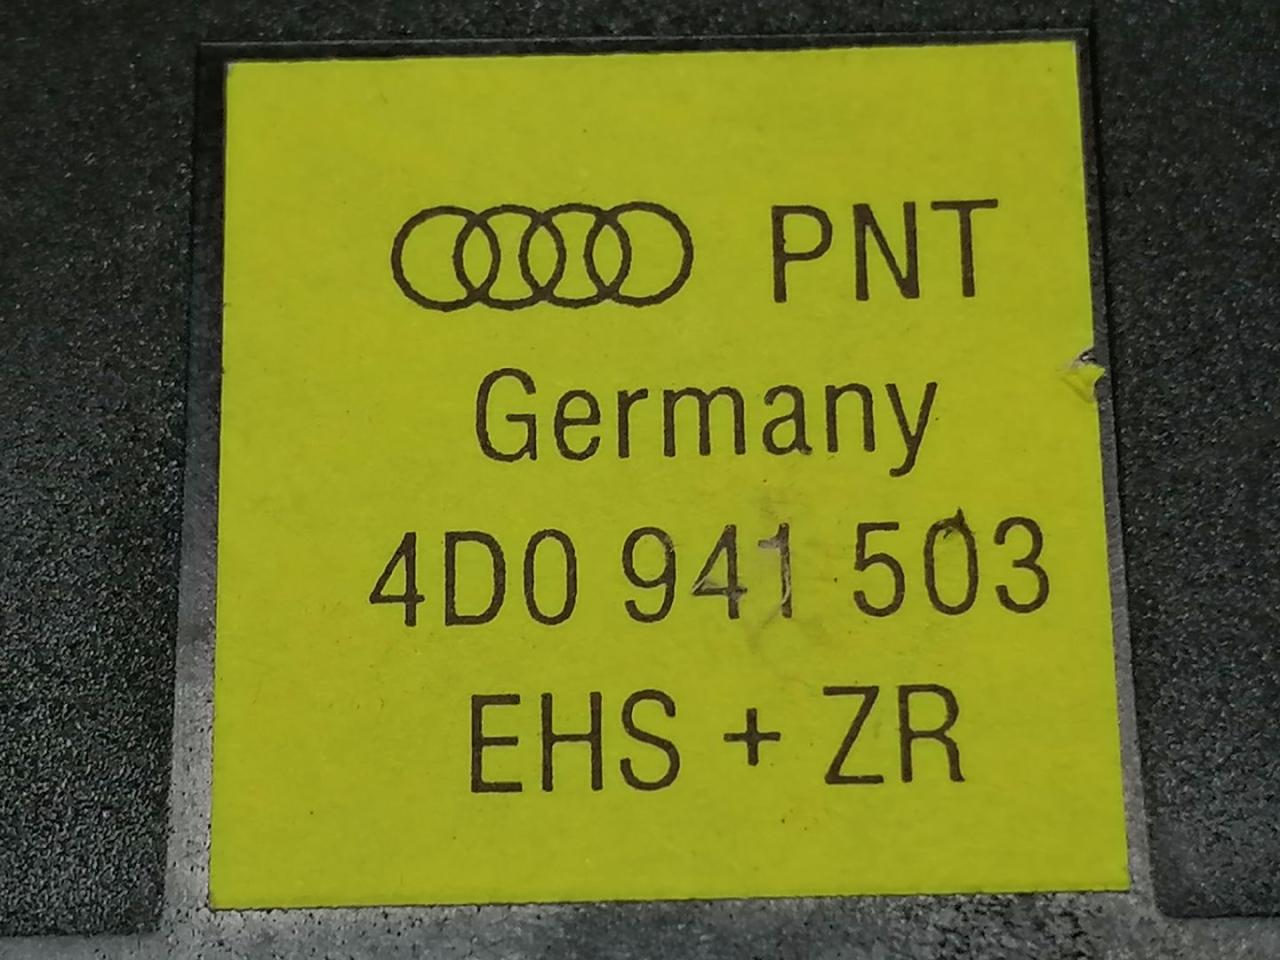 PNT
Germany
4D0 941 503
EHS + ZR